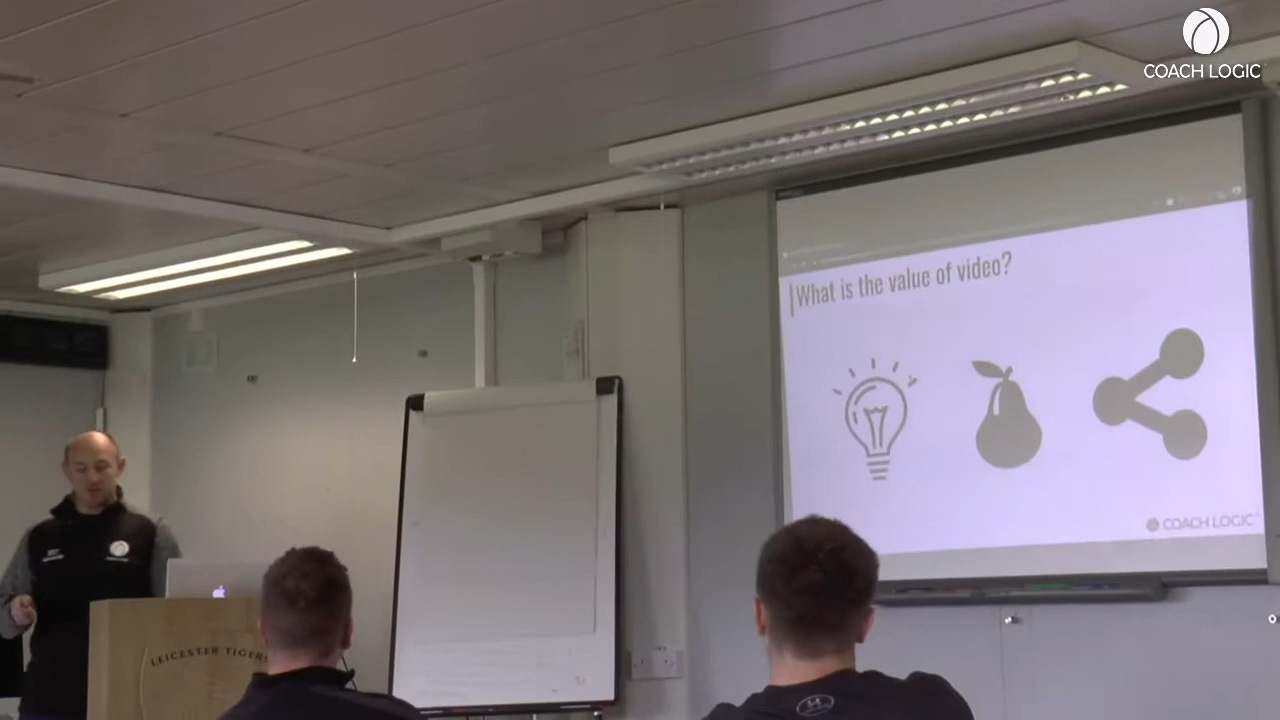 COACH LOGIC
What is the value of video?
COACH LOGIC
LEICESTER TIGERS